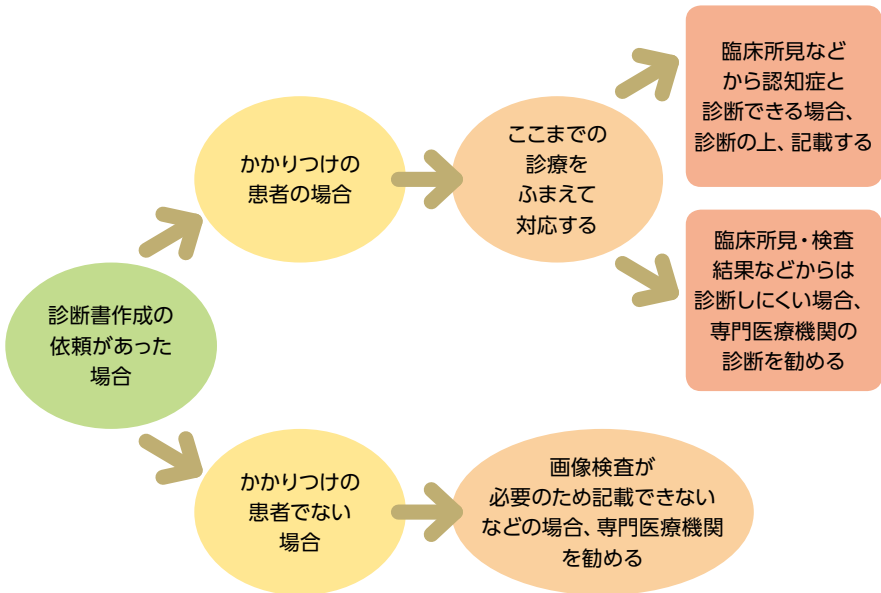 診断書作成の
依頼があった
場合
かかりつけの
患者の場合
ここまでの
診療を
ふまえて
対応する
臨床所見など
から認知症と
診断できる場合、
診断の上、記載する
臨床所見・検査
結果などからは
診断しにくい場合、
専門医療機関の
診断を勧める
かかりつけの
患者でない
場合
画像検査が
必要のため記載できない
などの場合、専門医療機関
を勧める